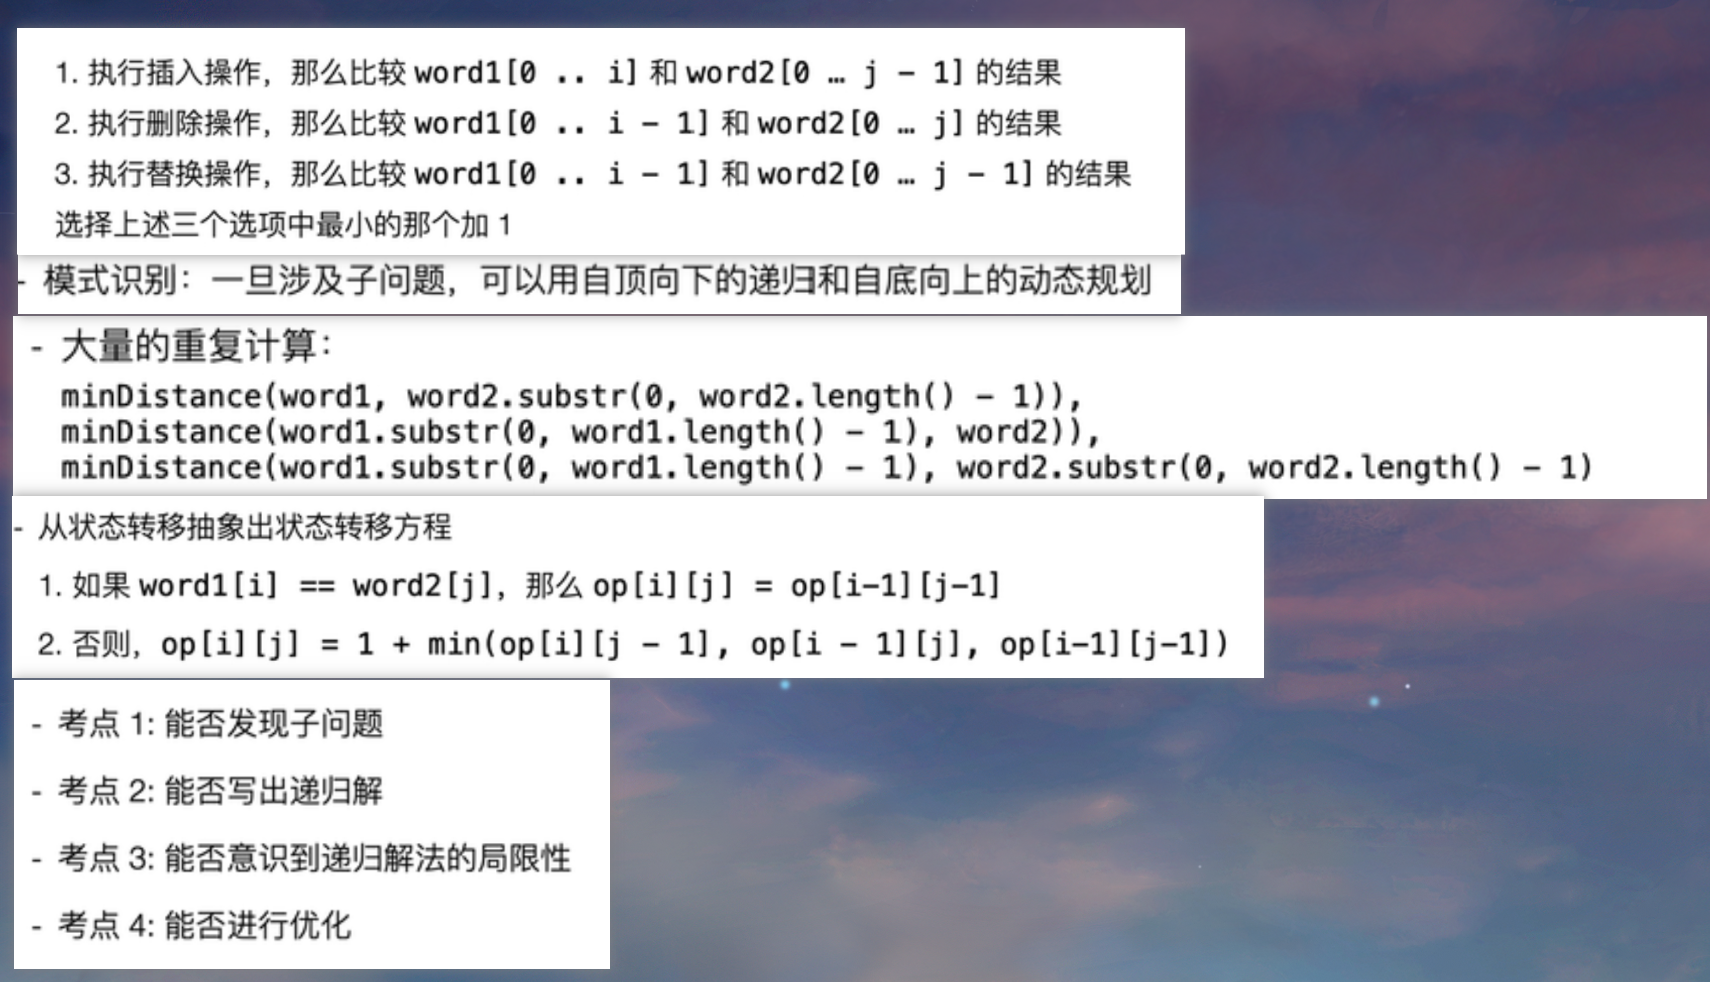 1. 执行插入操作，那么比较 word1[0 .. i] 和 word2[0 … j - 1] 的结果
2. 执行删除操作，那么比较 word1[0 .. i - 1] 和 word2[0 … j] 的结果
3. 执行替换操作，那么比较 word1[0 .. i - 1] 和 word2[0 … j - 1] 的结果
选择上述三个选项中最小的那个加 1
- 模式识别：一旦涉及子问题，可以用自顶向下的递归和自底向上的动态规划
- 大量的重复计算：
minDistance(word1, word2.substr(0, word2.length() - 1)),
minDistance(word1.substr(0, word1.length() - 1), word2)),
minDistance(word1.substr(0, word1.length() - 1), word2.substr(0, word2.length() - 1)
- 从状态转移抽象出状态转移方程
1. 如果 word1[i] == word2[j]，那么 op[i][j] = op[i-1][j-1]
2. 否则，op[i][j] = 1 + min(op[i][j - 1], op[i - 1][j], op[i-1][j-1])
- 考点 1: 能否发现子问题
- 考点 2: 能否写出递归解
- 考点 3: 能否意识到递归解法的局限性
- 考点 4: 能否进行优化